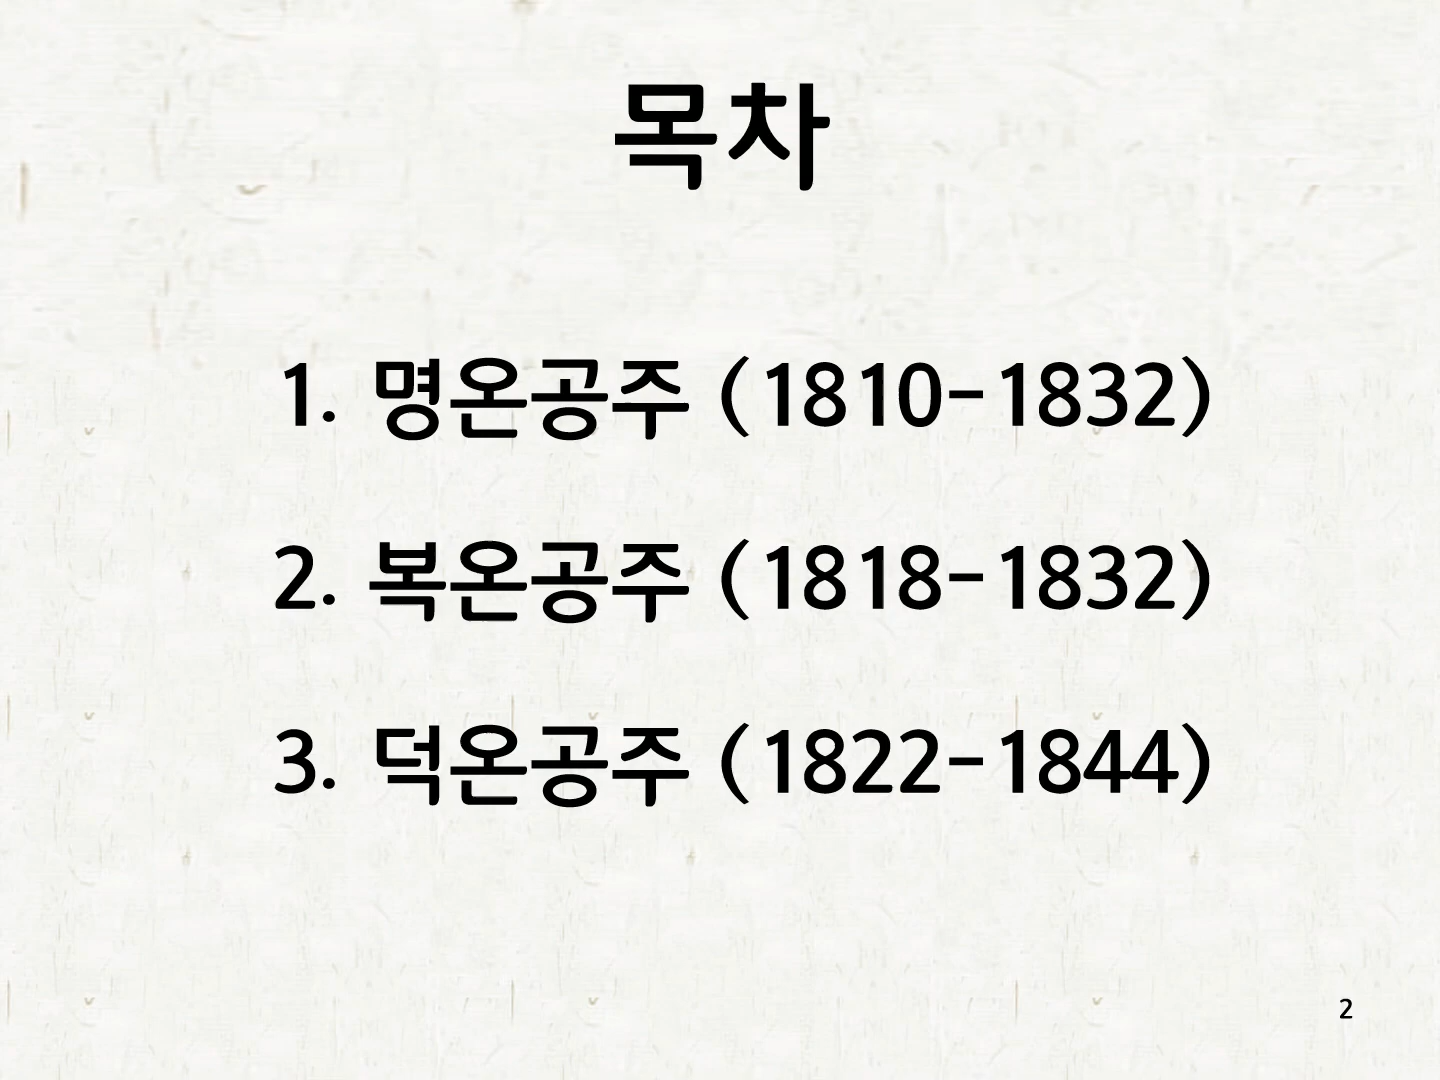 목차
1. 명온공주 (1810-1832)
2. 복온공주 (1818-1832)
3. 덕온공주 (1822-1844)
2